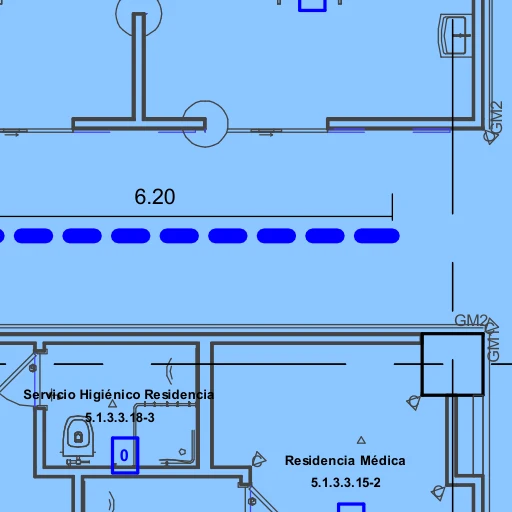 GM2
6.20
GM2
GM1
Servicio Higiénico Residencia
5.1.3.3.18-3
0
Residencia Médica
5.1.3.3.15-2